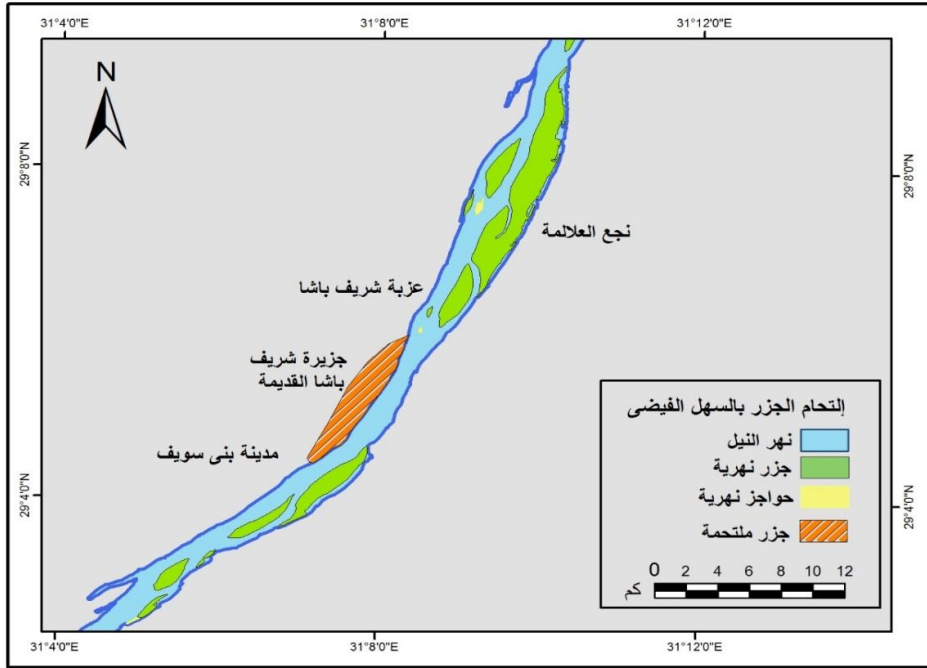 31°4'0"E
31°8'0"E
31°12'0"E
N
29°8'0"N
29°8'0"N
نجع العلالمة
عزبة شريف باشا
جزيرة شريف
باشا القديمة
مدينة بنى سويف
29°4'0"N
29°4'0"N
إلتحام الجزر بالسهل الفيضى
نهر النيل
جزر نهرية
حواجز نهرية
جزر ملتحمة
0 2 4 6 8 10 12
كم
31°4'0"E
31°8'0"E
31°12'0"E